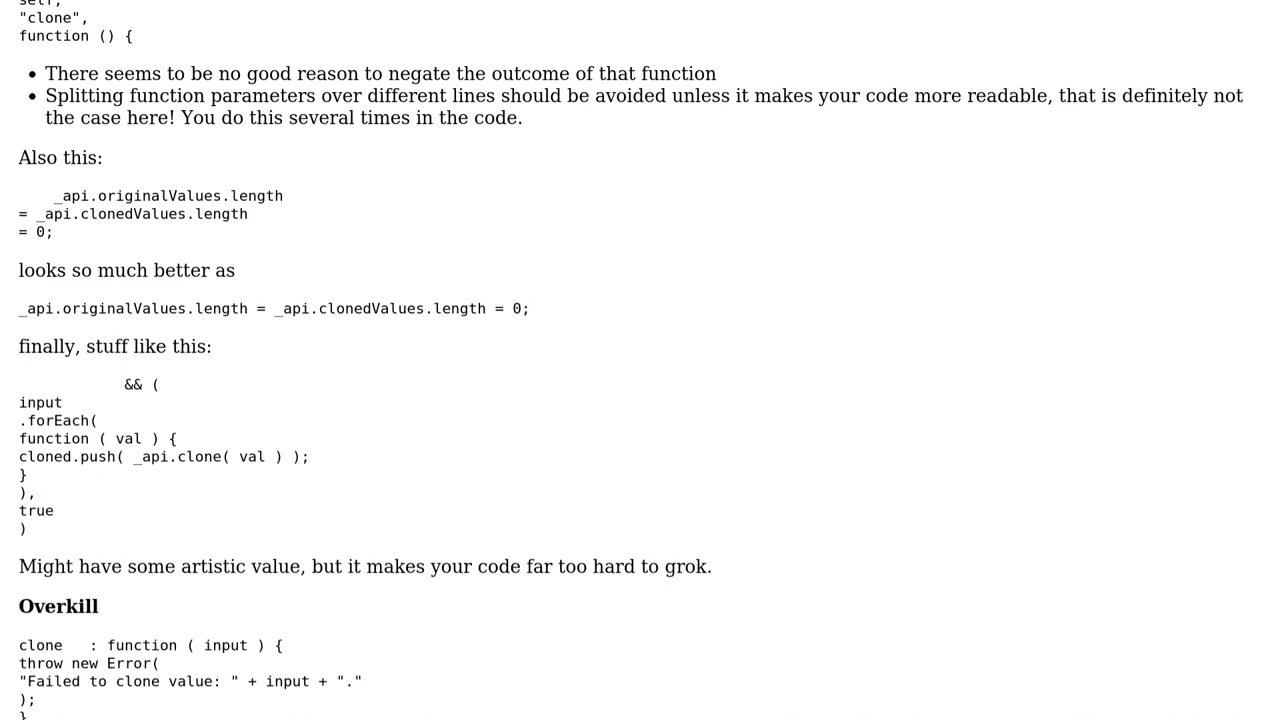 self,
"clone",
function () {
• There seems to be no good reason to negate the outcome of that function
• Splitting function parameters over different lines should be avoided unless it makes your code more readable, that is definitely not
the case here! You do this several times in the code.
Also this:
_api.originalValues.length
= _api.clonedValues.length
= 0;
looks so much better as
_api.originalValues.length = _api.clonedValues.length = 0;
finally, stuff like this:
&& (
input
.forEach(
function ( val ) {
cloned.push( _api.clone( val ) );
}
),
true
)
Might have some artistic value, but it makes your code far too hard to grok.
Overkill
clone   : function ( input ) {
throw new Error(
"Failed to clone value: " + input + "."
);
}